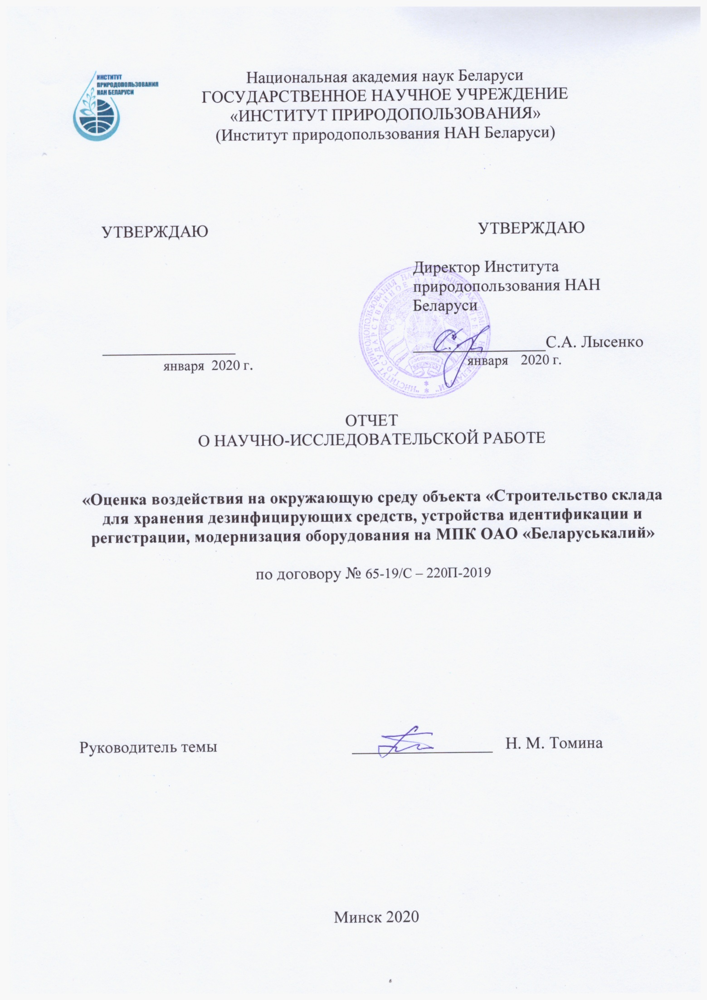 ИНСТИТУТ
ПРИРОДОПОЛЬЗОВАНИЯ
НАН БЕЛАРУСИ
Национальная академия наук Беларуси
ГОСУДАРСТВЕННОЕ НАУЧНОЕ УЧРЕЖДЕНИЕ
«ИНСТИТУТ ПРИРОДОПОЛЬЗОВАНИЯ»
(Институт природопользования НАН Беларуси)
УТВЕРЖДАЮ
января 2020 г.
УТВЕРЖДАЮ
Директор Института
природопользования НАН
Беларуси
С.А. Лысенко
января 2020 г.
ОТЧЕТ
О НАУЧНО-ИССЛЕДОВАТЕЛЬСКОЙ РАБОТЕ
«Оценка воздействия на окружающую среду объекта «Строительство склада
для хранения дезинфицирующих средств, устройства идентификации и
регистрации, модернизация оборудования на МПК ОАО «Беларуськалий»
по договору № 65-19/С – 220П-2019
Руководитель темы Н. М. Томина
Минск 2020